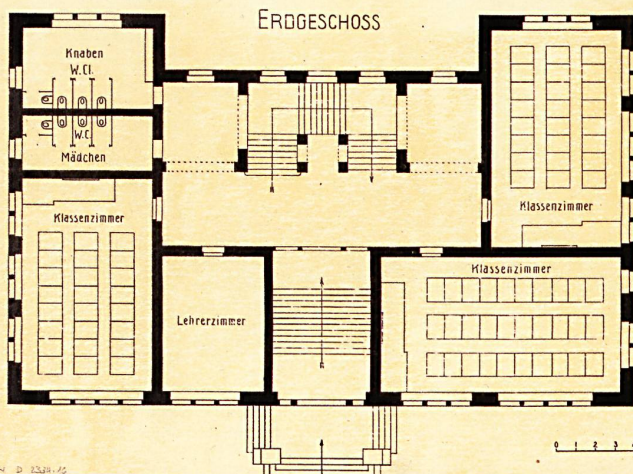 ERDGESCHOSS
Knaben
W.Cl.
W.C.
Mädchen
Klassenzimmer
Klassenzimmer
Klassenzimmer
Lehrerzimmer
0 1 2 3